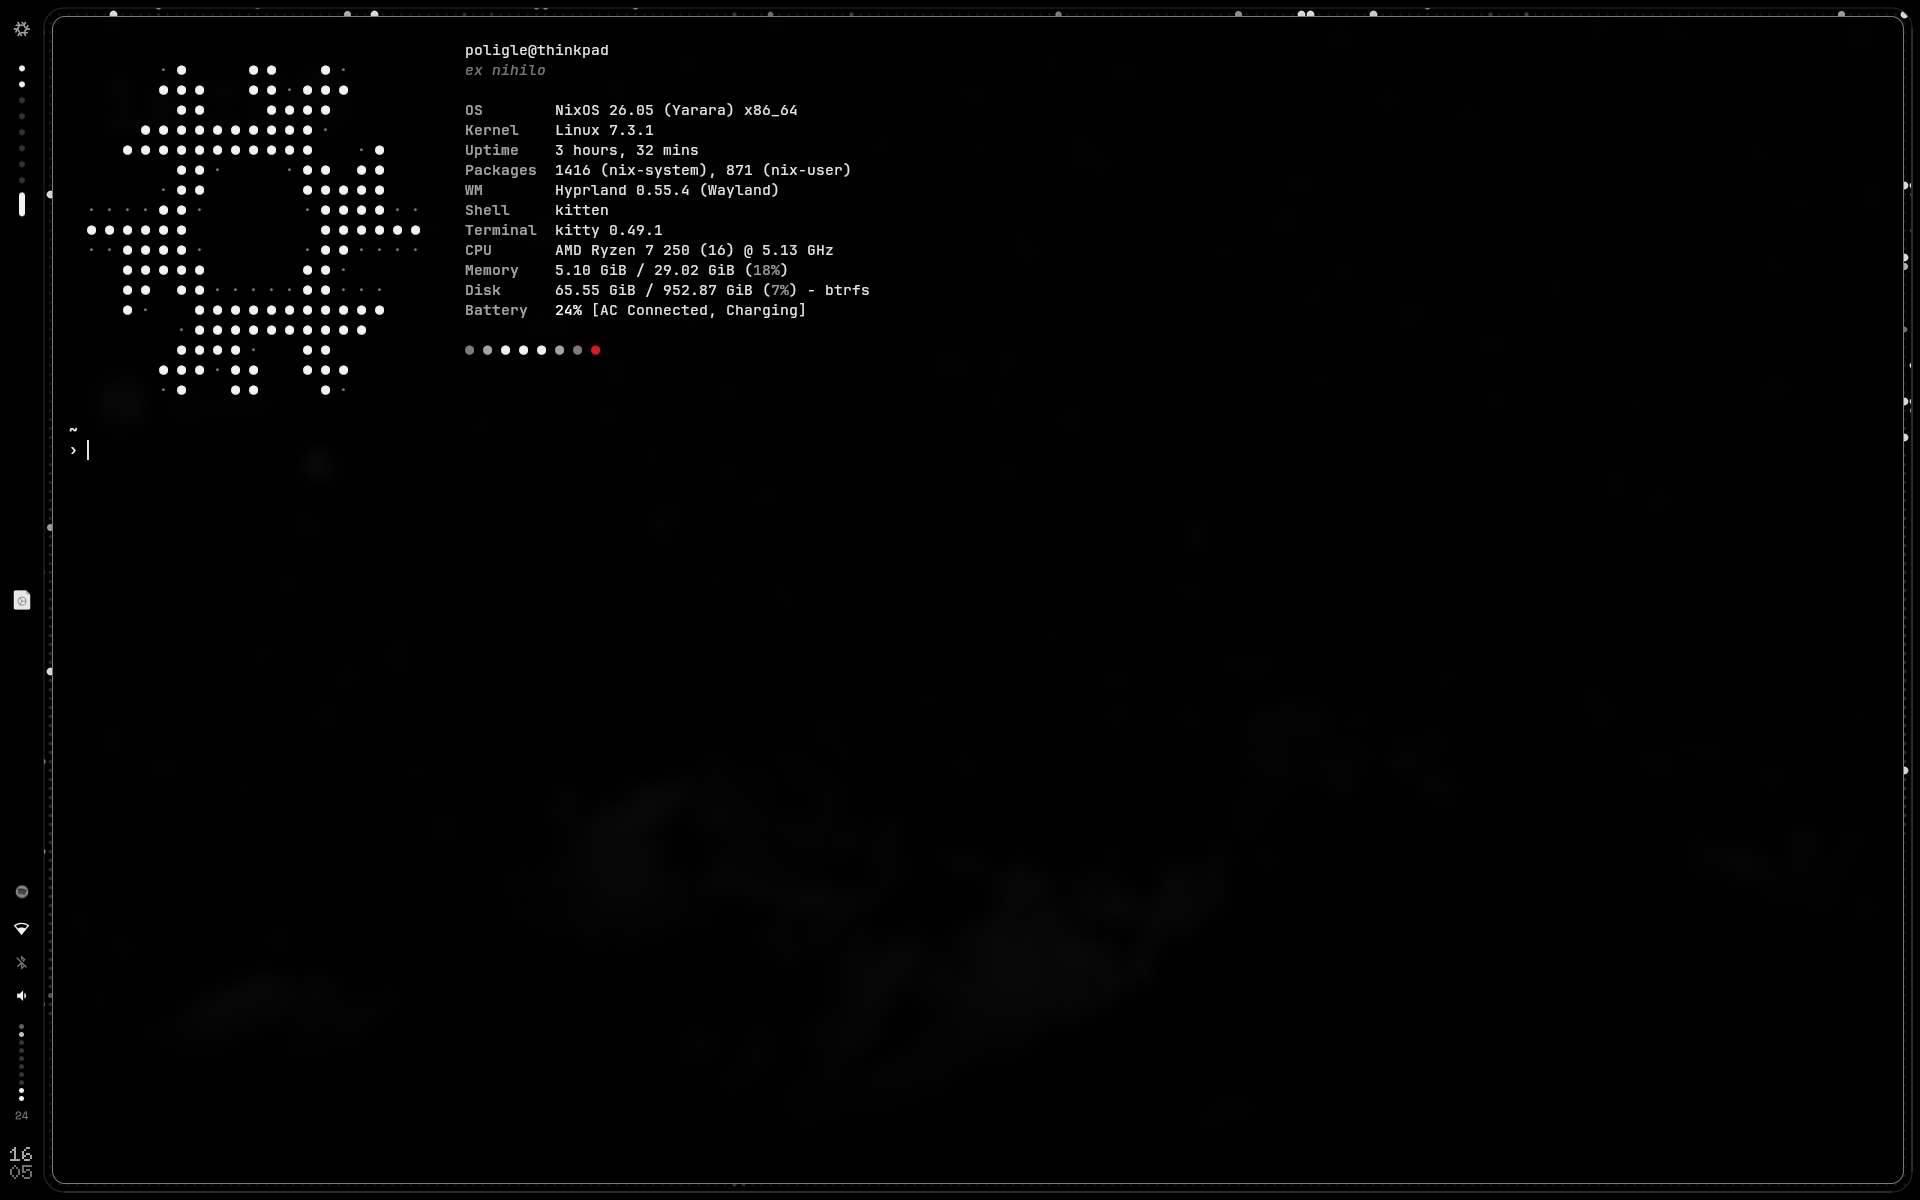 poligle@thinkpad
ex nihilo
OS NixOS 26.05 (Yarara) x86_64
Kernel Linux 7.3.1
Uptime 3 hours, 32 mins
Packages 1416 (nix-system), 871 (nix-user)
WM Hyprland 0.55.4 (Wayland)
Shell kitten
Terminal kitty 0.49.1
CPU AMD Ryzen 7 250 (16) @ 5.13 GHz
Memory 5.10 GiB / 29.02 GiB (18%)
Disk 65.55 GiB / 952.87 GiB (7%) - btrfs
Battery 24% [AC Connected, Charging]
~
›
24
16
05